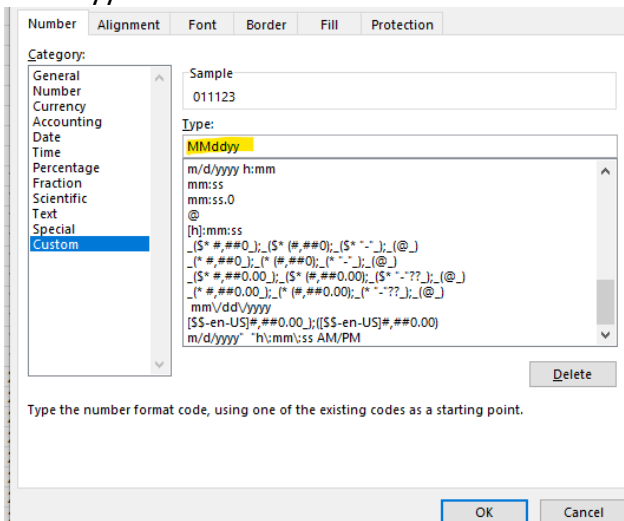 Number Alignment Font Border Fill Protection
Category:
General
Number
Currency
Accounting
Date
Time
Percentage
Fraction
Scientific
Text
Special
Custom
Sample
011123
Type:
MMddyy
m/d/yyyy h:mm
mm:ss
mm:ss.0
@
[h]:mm:ss
_($* #,##0_);_($* (#,##0);_($* "-"_);_(@_)
_(* #,##0_);_(* (#,##0);_(* "-"_);_(@_)
_($* #,##0.00_);_($* (#,##0.00);_($* "-"??_);_(@_)
_(* #,##0.00_);_(* (#,##0.00);_(* "-"??_);_(@_)
mm\/dd\/yyyy
[$$-en-US]#,##0.00_);([$$-en-US]#,##0.00)
m/d/yyyy" "h\:mm\:ss AM/PM
Delete
Type the number format code, using one of the existing codes as a starting point.
OK Cancel